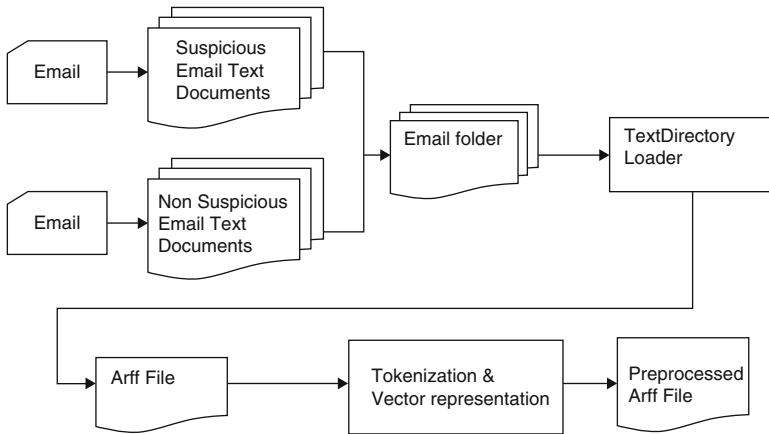 Email
Suspicious
Email Text
Documents
Email folder
TextDirectory
Loader
Email
Non Suspicious
Email Text
Documents
Arff File
Tokenization &
Vector representation
Preprocessed
Arff File